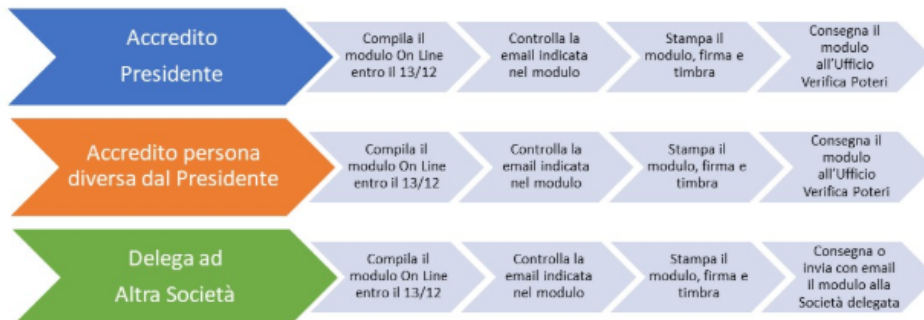 Accredito
Presidente
Compila il
modulo On Line
entro il 13/12
Controlla la
email indicata
nel modulo
Stampa il
modulo, firma e
timbra
Consegna il
modulo
all'Ufficio
Verifica Poteri
Accredito persona
diversa dal Presidente
Compila il
modulo On Line
entro il 13/12
Controlla la
email indicata
nel modulo
Stampa il
modulo, firma e
timbra
Consegna il
modulo
all'Ufficio
Verifica Poteri
Delega ad
Altra Società
Compila il
modulo On Line
entro il 13/12
Controlla la
email indicata
nel modulo
Stampa il
modulo, firma e
timbra
Consegna o
Invia con email
il modulo alla
Società delegata